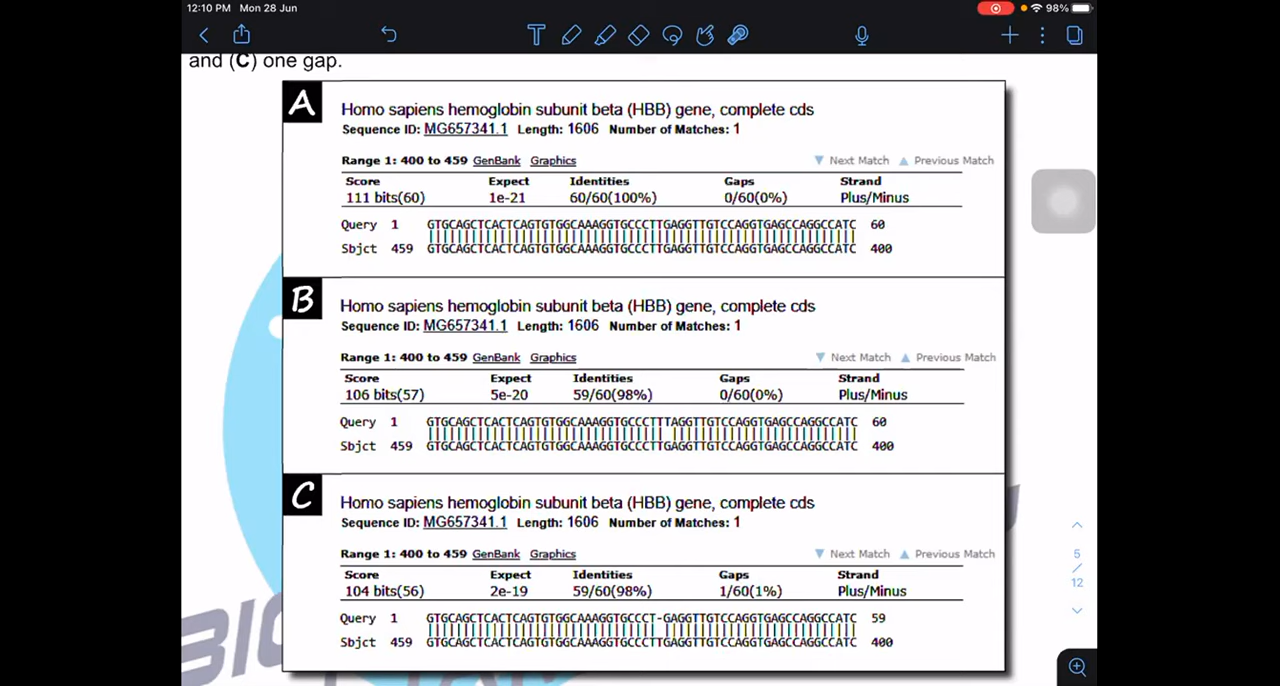 12:10 PM Mon 28 Jun 98%
and (C) one gap.
A
Homo sapiens hemoglobin subunit beta (HBB) gene, complete cds
Sequence ID: MG657341.1 Length: 1606 Number of Matches: 1
Range 1: 400 to 459 GenBank Graphics Next Match Previous Match
Score Expect Identities Gaps Strand
111 bits(60) 1e-21 60/60(100%) 0/60(0%) Plus/Minus
Query 1 GTGCAGCTCACTCAGTGTGGCAAAGGTGCCCTTGAGGTTGTCCAGGTGAGCCAGGCCATC 60
Sbjct 459 GTGCAGCTCACTCAGTGTGGCAAAGGTGCCCTTGAGGTTGTCCAGGTGAGCCAGGCCATC 400
B
Homo sapiens hemoglobin subunit beta (HBB) gene, complete cds
Sequence ID: MG657341.1 Length: 1606 Number of Matches: 1
Range 1: 400 to 459 GenBank Graphics Next Match Previous Match
Score Expect Identities Gaps Strand
106 bits(57) 5e-20 59/60(98%) 0/60(0%) Plus/Minus
Query 1 GTGCAGCTCACTCAGTGTGGCAAAGGTGCCCTTTAGGTTGTCCAGGTGAGCCAGGCCATC 60
Sbjct 459 GTGCAGCTCACTCAGTGTGGCAAAGGTGCCCTTGAGGTTGTCCAGGTGAGCCAGGCCATC 400
C
Homo sapiens hemoglobin subunit beta (HBB) gene, complete cds
Sequence ID: MG657341.1 Length: 1606 Number of Matches: 1
Range 1: 400 to 459 GenBank Graphics Next Match Previous Match
Score Expect Identities Gaps Strand
104 bits(56) 2e-19 59/60(98%) 1/60(1%) Plus/Minus
Query 1 GTGCAGCTCACTCAGTGTGGCAAAGGTGCCCT-GAGGTTGTCCAGGTGAGCCAGGCCATC 59
Sbjct 459 GTGCAGCTCACTCAGTGTGGCAAAGGTGCCCTTGAGGTTGTCCAGGTGAGCCAGGCCATC 400
5
/
12